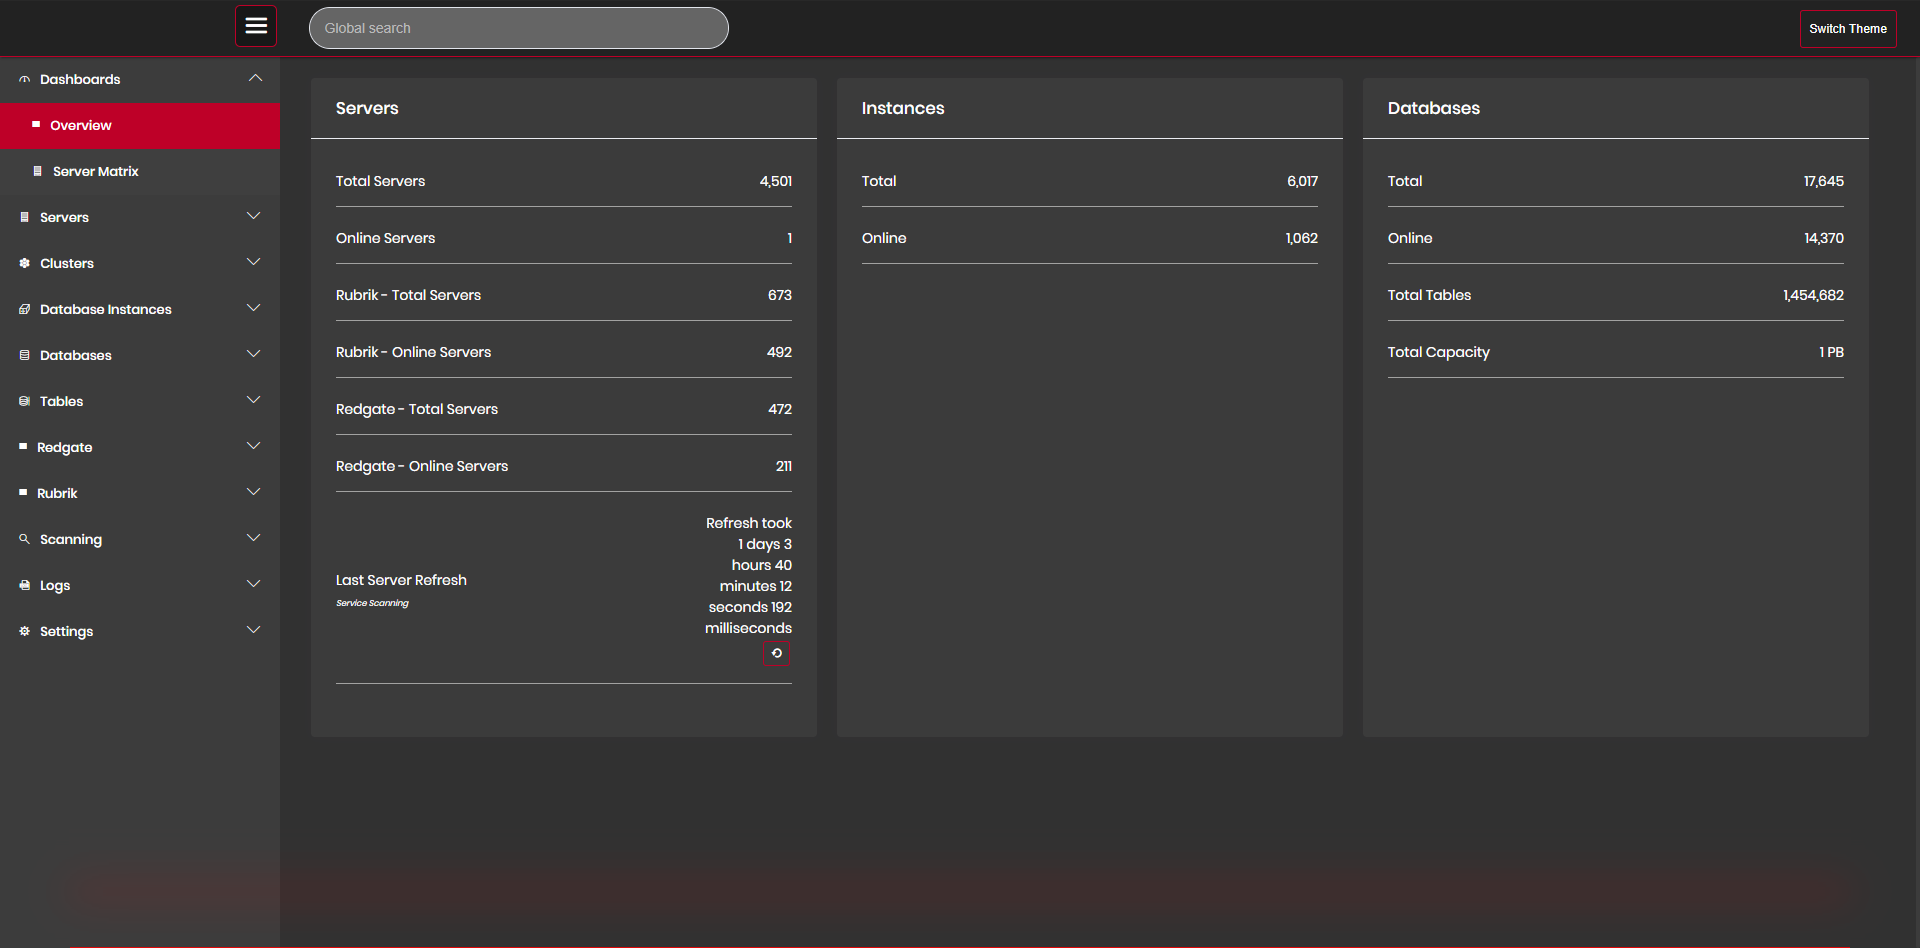 Global search
Switch Theme
Dashboards
Overview
Server Matrix
Servers
Clusters
Database Instances
Databases
Tables
Redgate
Rubrik
Scanning
Logs
Settings
Servers
Total Servers 4,501
Online Servers 1
Rubrik - Total Servers 673
Rubrik - Online Servers 492
Redgate - Total Servers 472
Redgate - Online Servers 211
Last Server Refresh
Service Scanning
Refresh took
1 days 3
hours 40
minutes 12
seconds 192
milliseconds
Instances
Total 6,017
Online 1,062
Databases
Total 17,645
Online 14,370
Total Tables 1,454,682
Total Capacity 1 PB